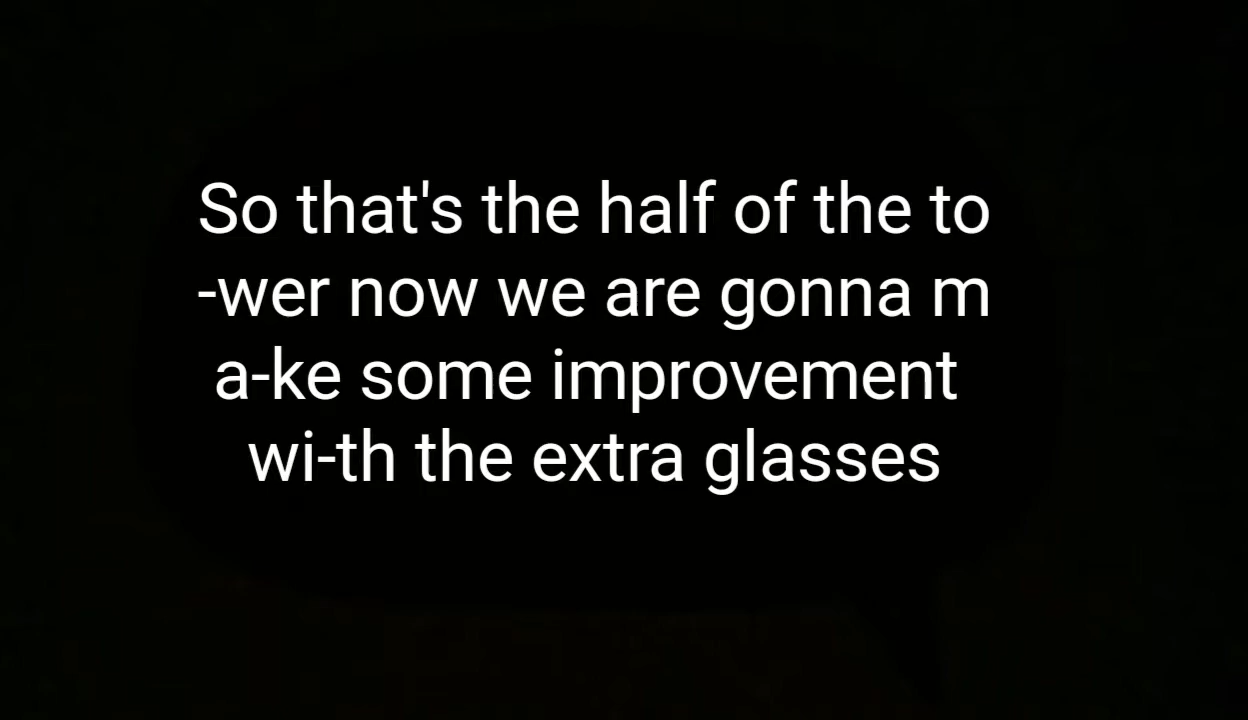 So that's the half of the to
-wer now we are gonna m
a-ke some improvement
wi-th the extra glasses